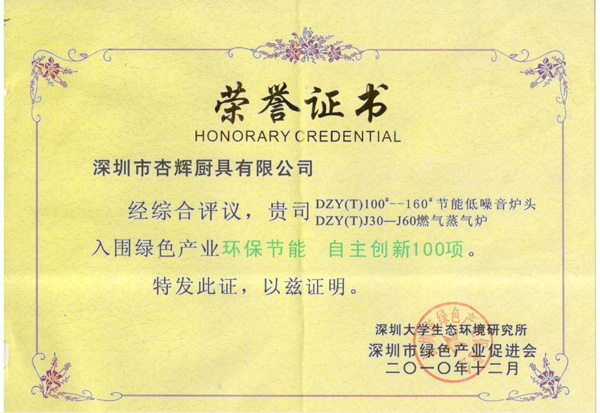 荣誉证书
HONORARY CREDENTIAL
深圳市杏辉厨具有限公司
经综合评议，贵司DZY(T)100#--160#节能低噪音炉头
DZY(T)J30—J60燃气蒸气炉
入围绿色产业环保节能 自主创新100项。
特发此证，以兹证明。
深圳大学生态环境研究所
深圳市绿色产业促进会
二〇一〇年十二月